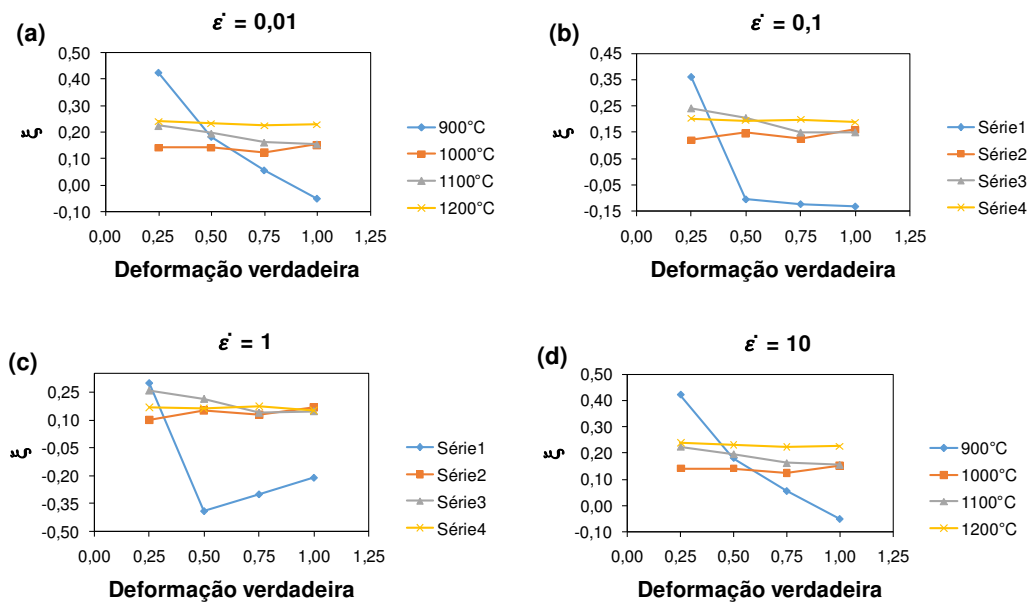 (a)
ε̇ = 0,01
0,50
0,40
0,30
0,20
0,10
0,00
-0,10
ξ
0,00 0,25 0,50 0,75 1,00 1,25
Deformação verdadeira
900°C
1000°C
1100°C
1200°C
(b)
ε̇ = 0,1
0,45
0,35
0,25
0,15
0,05
-0,05
-0,15
ξ
0,00 0,25 0,50 0,75 1,00 1,25
Deformação verdadeira
Série1
Série2
Série3
Série4
(c)
ε̇ = 1
0,25
0,10
-0,05
-0,20
-0,35
-0,50
ξ
0,00 0,25 0,50 0,75 1,00 1,25
Deformação verdadeira
Série1
Série2
Série3
Série4
(d)
ε̇ = 10
0,50
0,40
0,30
0,20
0,10
0,00
-0,10
ξ
0,00 0,25 0,50 0,75 1,00 1,25
Deformação verdadeira
900°C
1000°C
1100°C
1200°C